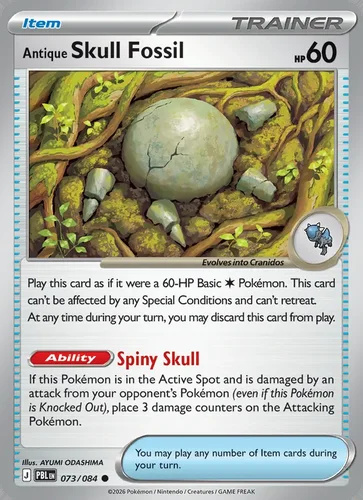 Item
TRAINER
Antique Skull Fossil
HP 60
Evolves into Cranidos
Play this card as if it were a 60-HP Basic Pokémon. This card
can't be affected by any Special Conditions and can't retreat.
At any time during your turn, you may discard this card from play.
Ability Spiny Skull
If this Pokémon is in the Active Spot and is damaged by an
attack from your opponent's Pokémon (even if this Pokémon
is Knocked Out), place 3 damage counters on the Attacking
Pokémon.
You may play any number of Item cards during
your turn.
Illus. AYUMI ODASHIMA
J PBL EN 073/084
©2026 Pokémon / Nintendo / Creatures / GAME FREAK